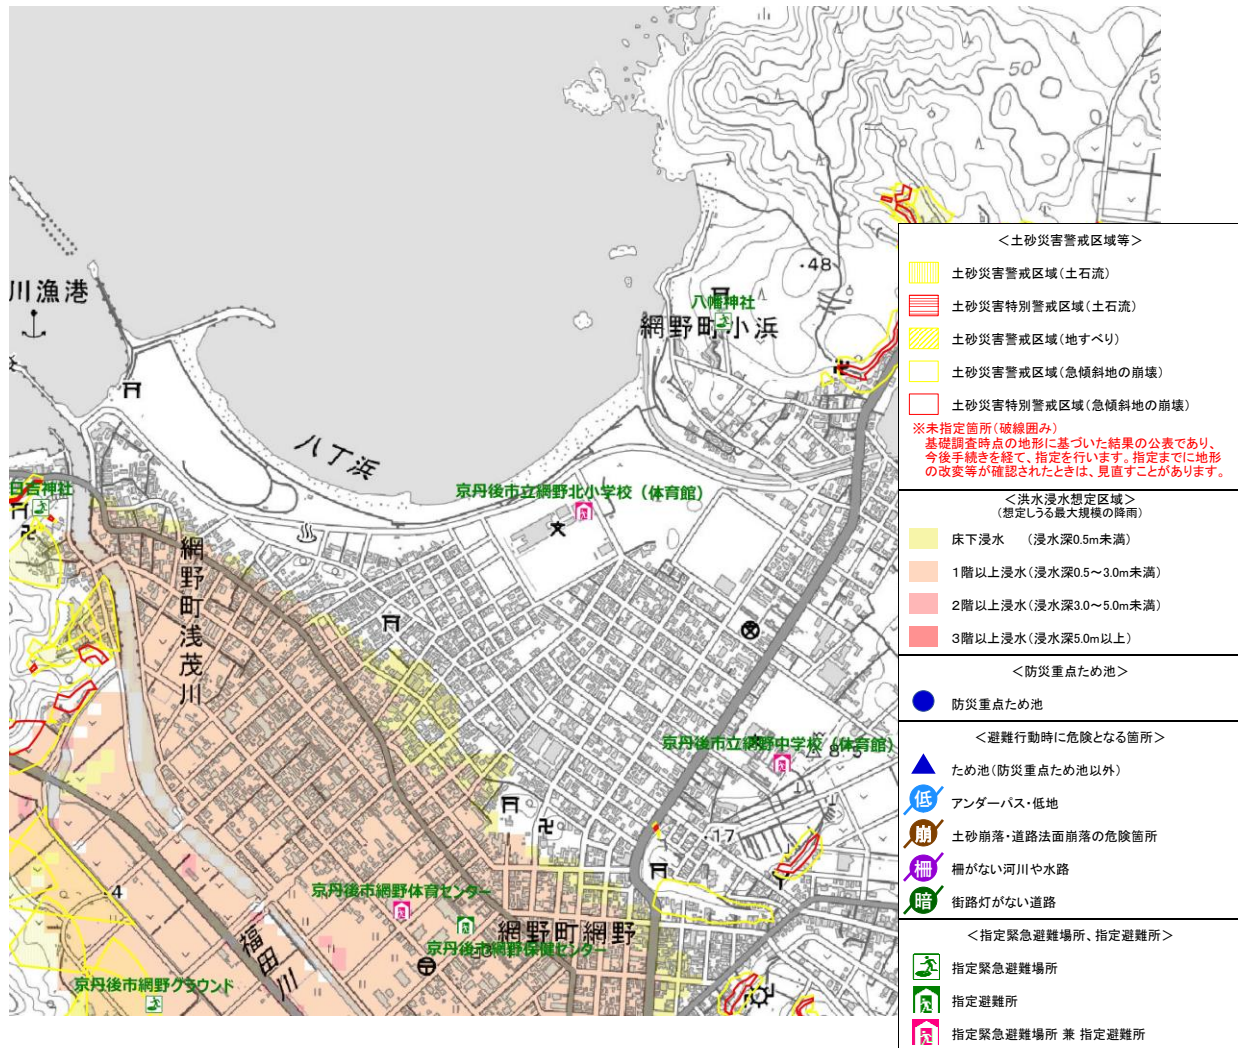 50
5
・48
川漁港
八幡神社
網野町小浜
八丁浜
日吉神社
京丹後市立網野北小学校（体育館）
網野町浅茂川
京丹後市立網野中学校（体育館）
・17
4
京丹後市網野体育センター
網野町網野
京丹後市網野保健センター
福田川
京丹後市網野グラウンド
＜土砂災害警戒区域等＞
土砂災害警戒区域（土石流）
土砂災害特別警戒区域（土石流）
土砂災害警戒区域（地すべり）
土砂災害警戒区域（急傾斜地の崩壊）
土砂災害特別警戒区域（急傾斜地の崩壊）
※未指定箇所（破線囲み）
基礎調査時点の地形に基づいた結果の公表であり、
今後手続きを経て、指定を行います。指定までに地形
の改変等が確認されたときは、見直すことがあります。
＜洪水浸水想定区域＞
（想定しうる最大規模の降雨）
床下浸水　（浸水深0.5m未満）
１階以上浸水（浸水深0.5～3.0m未満）
２階以上浸水（浸水深3.0～5.0m未満）
３階以上浸水（浸水深5.0m以上）
＜防災重点ため池＞
防災重点ため池
＜避難行動時に危険となる箇所＞
ため池（防災重点ため池以外）
低 アンダーパス・低地
崩 土砂崩落・道路法面崩落の危険箇所
柵 柵がない河川や水路
暗 街路灯がない道路
＜指定緊急避難場所、指定避難所＞
指定緊急避難場所
指定避難所
指定緊急避難場所 兼 指定避難所